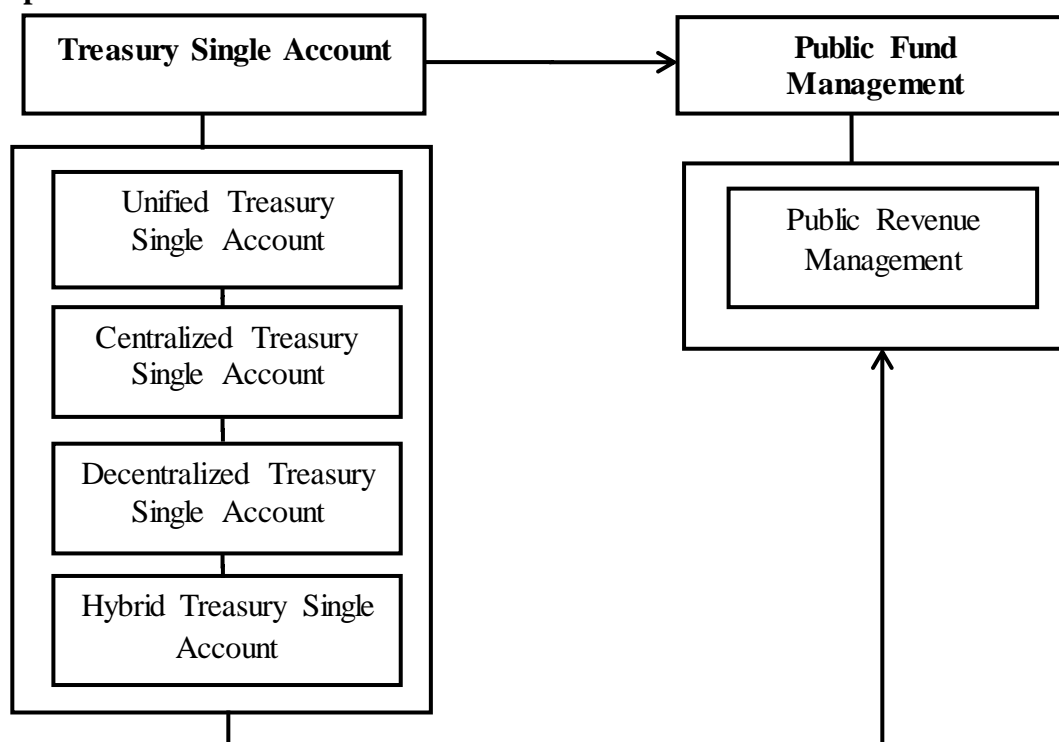 Treasury Single Account
Public Fund
Management
Unified Treasury
Single Account
Centralized Treasury
Single Account
Decentralized Treasury
Single Account
Hybrid Treasury Single
Account
Public Revenue
Management